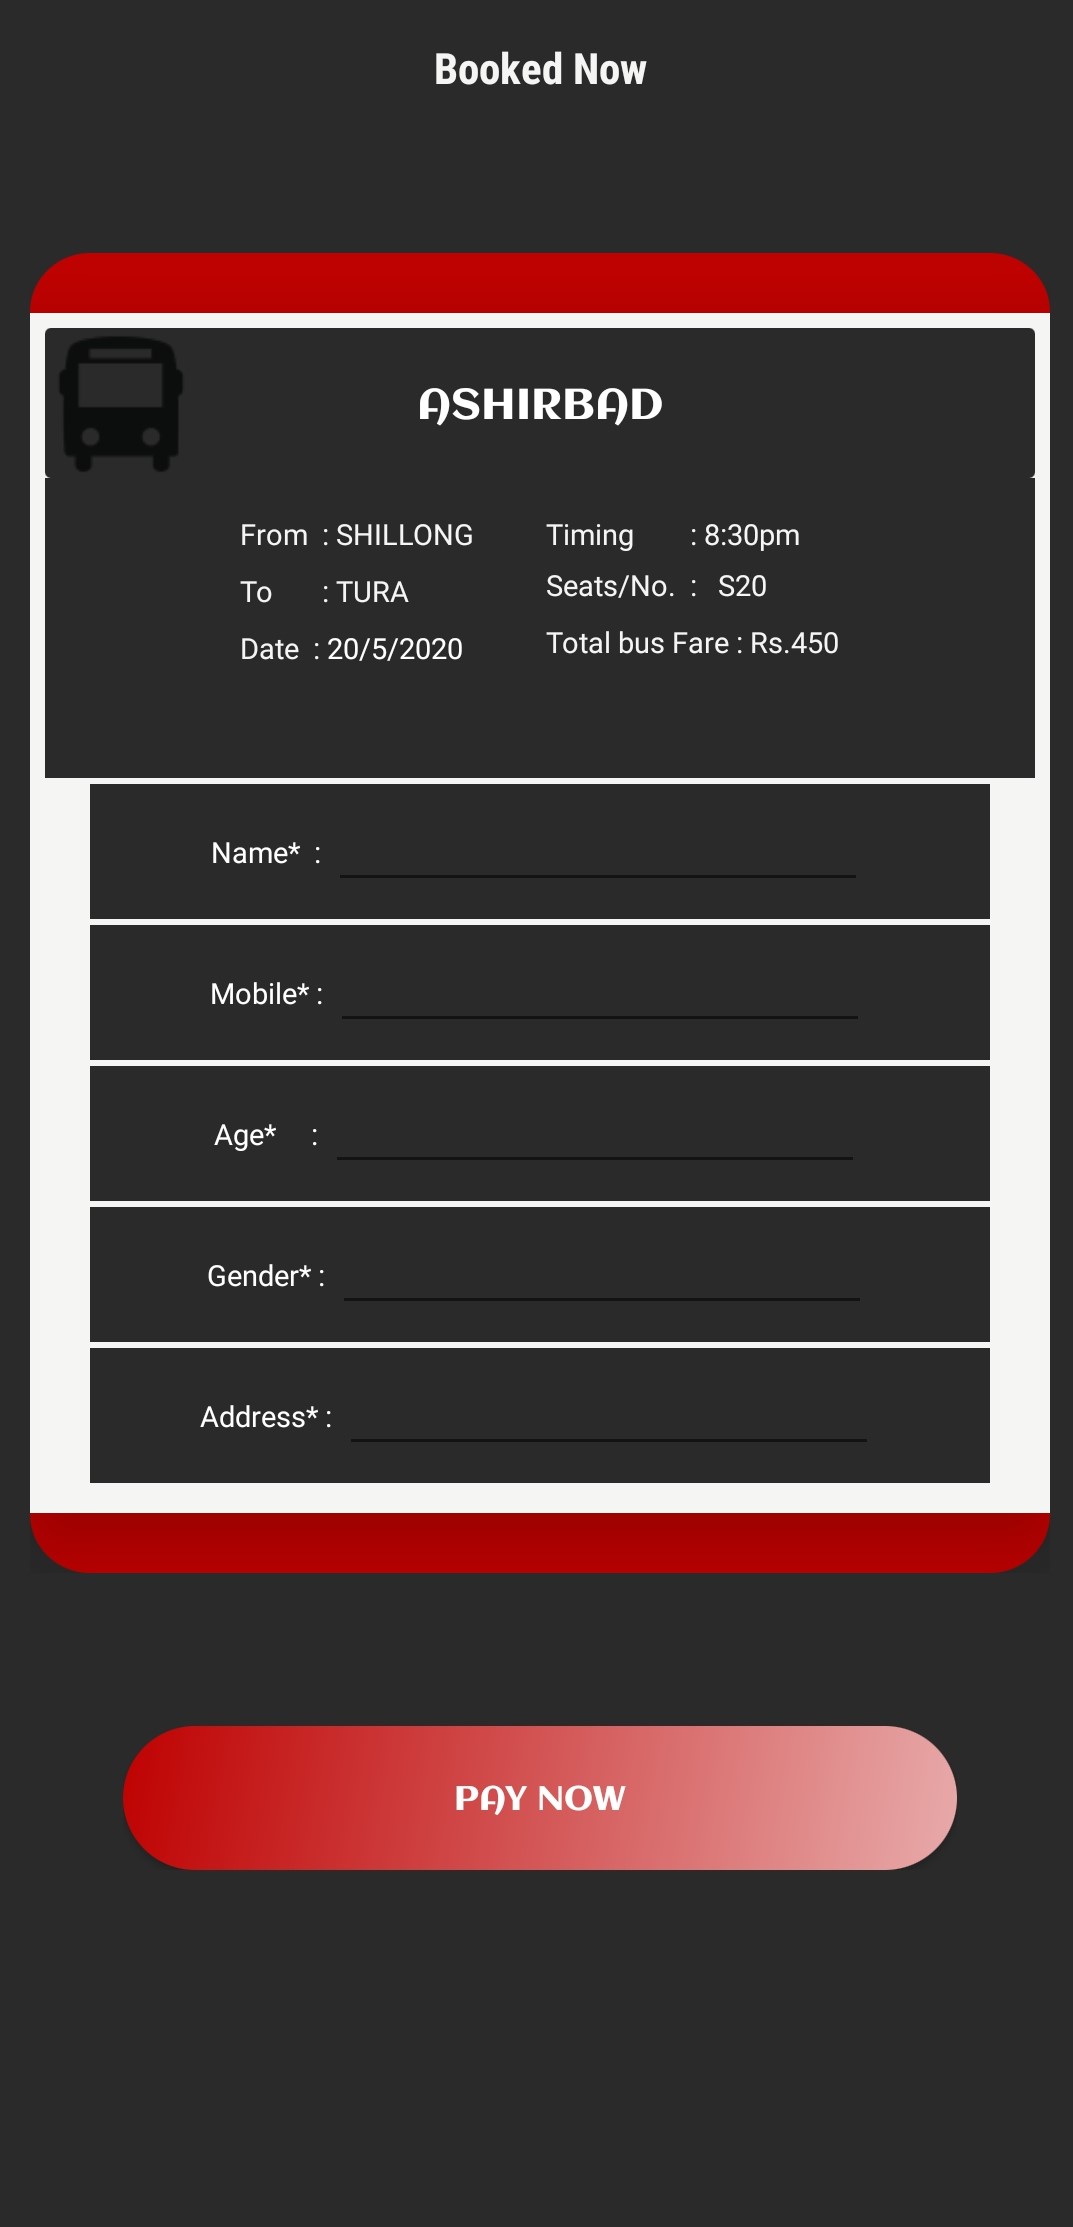 Booked Now
ASHIRBAD
From : SHILLONG
To : TURA
Date : 20/5/2020
Timing : 8:30pm
Seats/No. : S20
Total bus Fare : Rs.450
Name* :
Mobile* :
Age* :
Gender* :
Address* :
PAY NOW